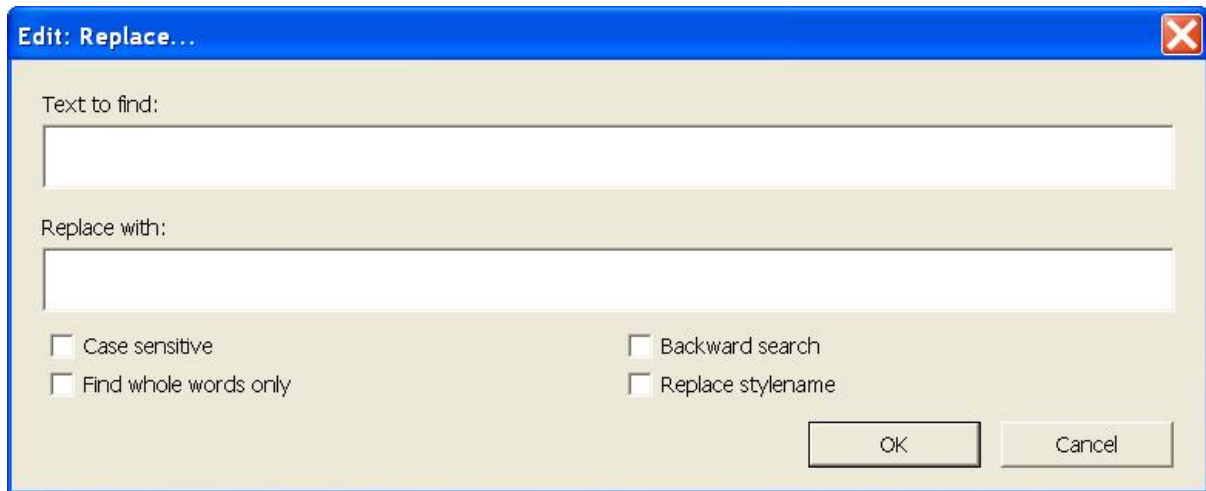 Edit: Replace...
Text to find:
Replace with:
Case sensitive
Backward search
Find whole words only
Replace stylename
OK
Cancel